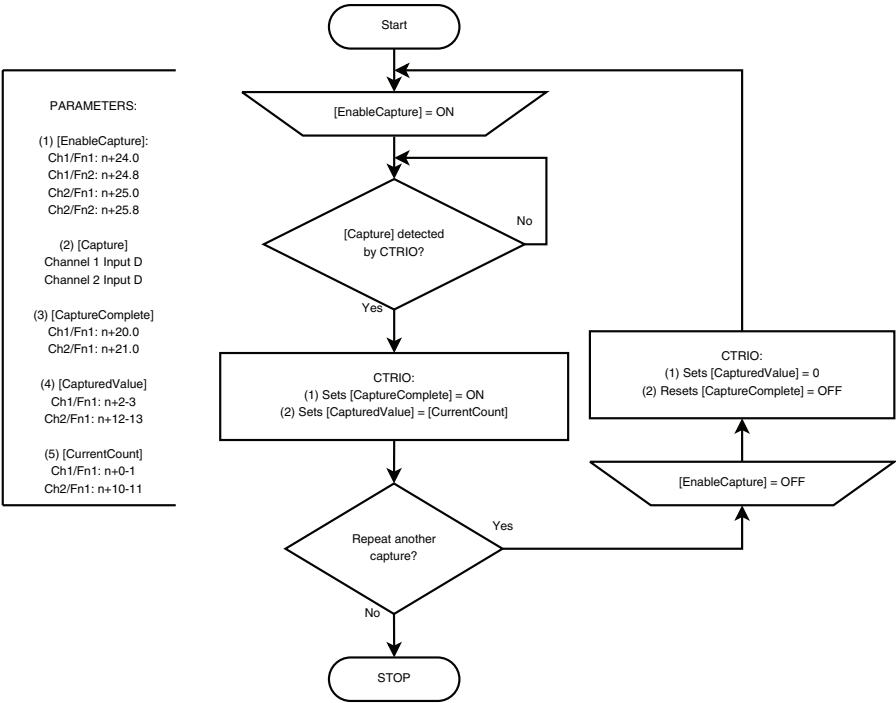 Start
[EnableCapture] = ON
PARAMETERS:
(1) [EnableCapture]:
Ch1/Fn1: n+24.0
Ch1/Fn2: n+24.8
Ch2/Fn1: n+25.0
Ch2/Fn2: n+25.8
(2) [Capture]
Channel 1 Input D
Channel 2 Input D
(3) [CaptureComplete]
Ch1/Fn1: n+20.0
Ch2/Fn1: n+21.0
(4) [CapturedValue]
Ch1/Fn1: n+2-3
Ch2/Fn1: n+12-13
(5) [CurrentCount]
Ch1/Fn1: n+0-1
Ch2/Fn1: n+10-11
[Capture] detected
by CTRIO?
No
Yes
CTRIO:
(1) Sets [CaptureComplete] = ON
(2) Sets [CapturedValue] = [CurrentCount]
Repeat another
capture?
Yes
No
STOP
[EnableCapture] = OFF
CTRIO:
(1) Sets [CapturedValue] = 0
(2) Resets [CaptureComplete] = OFF